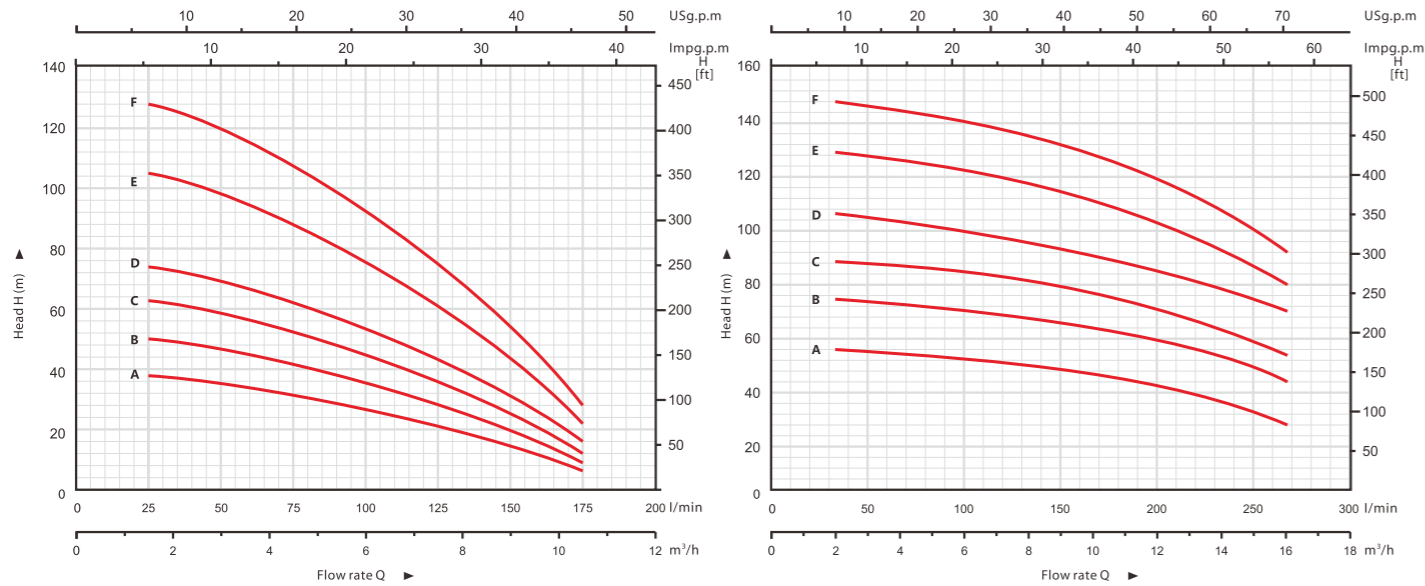 10 20 30 40 50 USg.p.m
10 20 30 40 Impg.p.m
H
[ft]
140
120
100
80
60
40
20
0
Head H (m) ▲
F
E
D
C
B
A
450
400
350
300
250
200
150
100
50
0 25 50 75 100 125 150 175 200 l/min
0 2 4 6 8 10 12 m³/h
Flow rate Q ►
10 20 30 40 50 60 70 USg.p.m
10 20 30 40 50 60 Impg.p.m
H
[ft]
160
140
120
100
80
60
40
20
0
Head H (m) ▲
F
E
D
C
B
A
500
450
400
350
300
250
200
150
100
50
0 50 100 150 200 250 300 l/min
0 2 4 6 8 10 12 14 16 18 m³/h
Flow rate Q ►